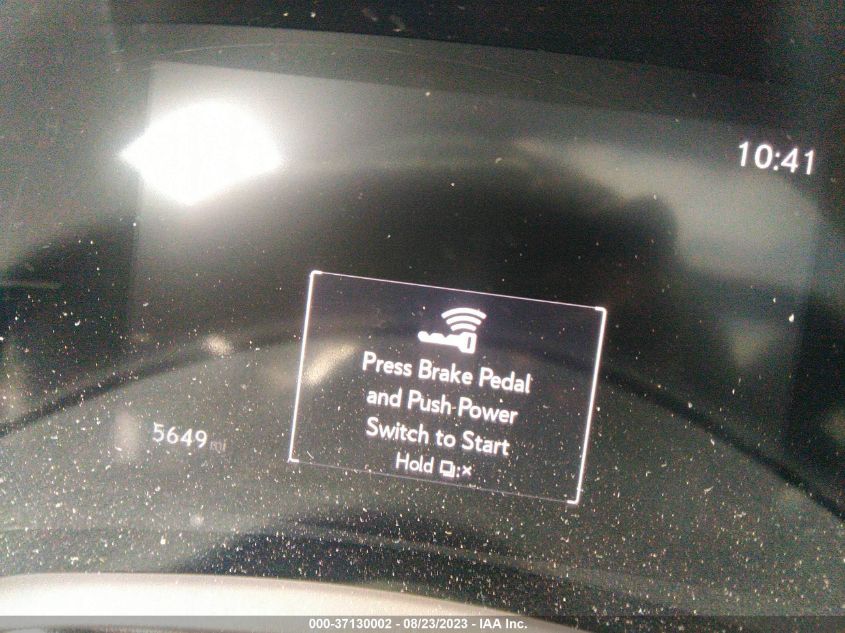 10:41
Press Brake Pedal
and Push Power
Switch to Start
Hold
5649 mi
000-37130002 - 08/23/2023 - IAA Inc.